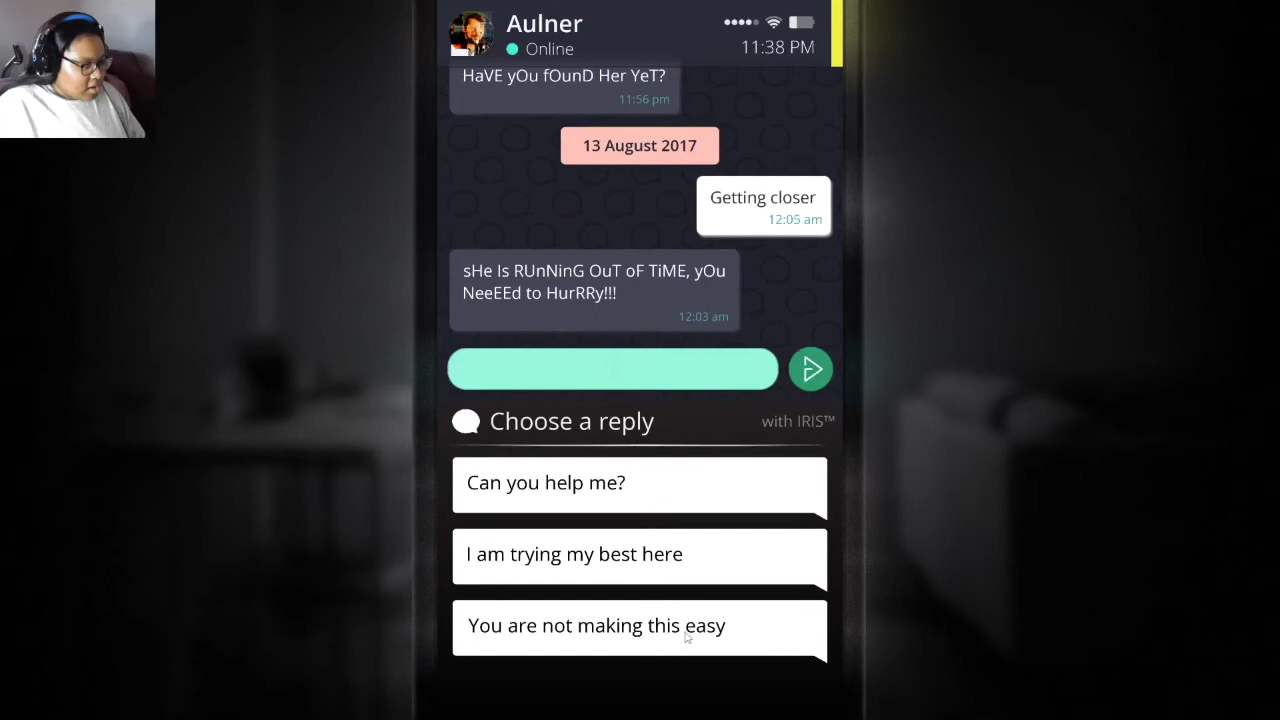 Aulner
Online
11:38 PM
HaVE yOu fOunD Her YeT?
11:56 pm
13 August 2017
Getting closer
12:05 am
sHe Is RUnNinG OuT oF TiME, yOu
NeeEEd to HurRRy!!!
12:03 am
Choose a reply
with IRIS™
Can you help me?
I am trying my best here
You are not making this easy